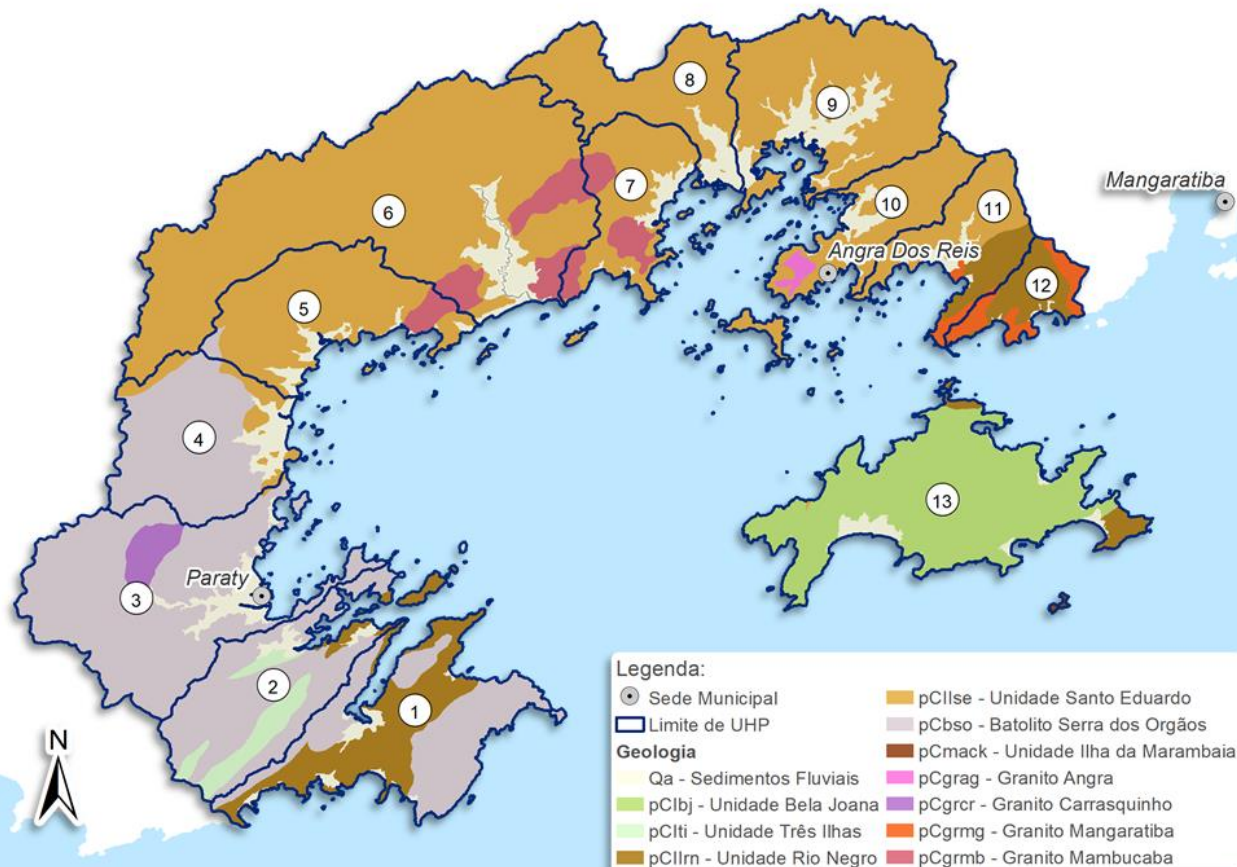 8
9
Mangaratiba
7
10
6
11
Angra Dos Reis
12
5
4
13
3
Paraty
2
1
N
Legenda:
Sede Municipal
Limite de UHP
Geologia
Qa - Sedimentos Fluviais
pCIbj - Unidade Bela Joana
pCIti - Unidade Três Ilhas
pCIIrn - Unidade Rio Negro
pCIIse - Unidade Santo Eduardo
pCbso - Batolito Serra dos Orgãos
pCmack - Unidade Ilha da Marambaia
pCgrag - Granito Angra
pCgrcr - Granito Carrasquinho
pCgrmg - Granito Mangaratiba
pCgrmb - Granito Mambucaba